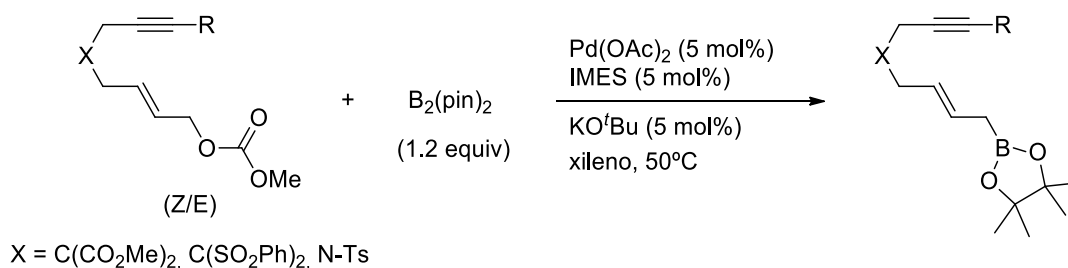 R
X
O
O
OMe
(Z/E)
+
B₂(pin)₂
(1.2 equiv)
Pd(OAc)₂ (5 mol%)
IMES (5 mol%)
KOᵗBu (5 mol%)
xileno, 50ºC
R
X
B
O
O
X = C(CO₂Me)₂, C(SO₂Ph)₂, N-Ts